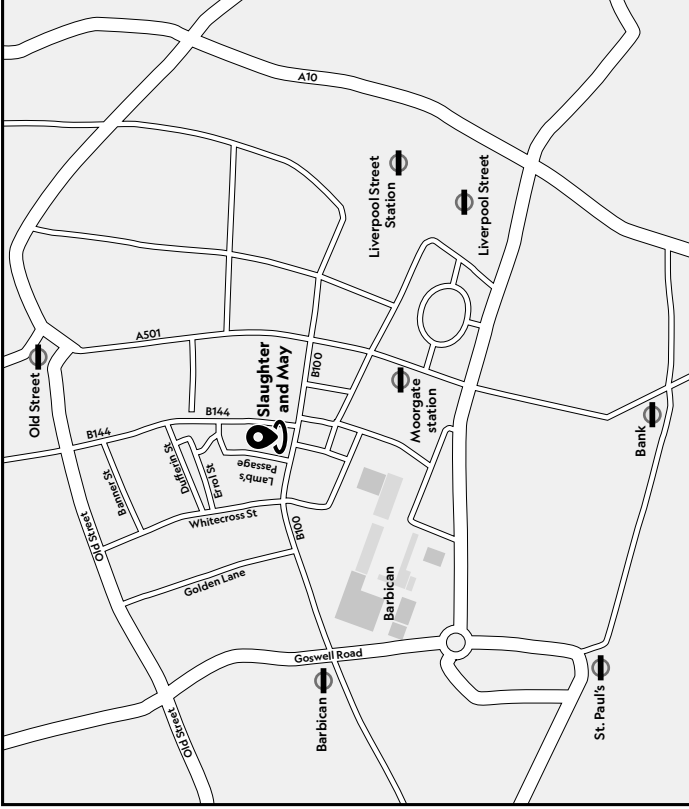 A10
Liverpool Street
Station
Liverpool Street
A501
Old Street
Slaughter
and May
B100
Moorgate
station
Bank
B144
B144
Lamb's
Passage
Banner St
Dufferin St
Errol St
Whitecross St
B100
Old Street
Golden Lane
Barbican
Goswell Road
Barbican
St. Paul's
Old Street